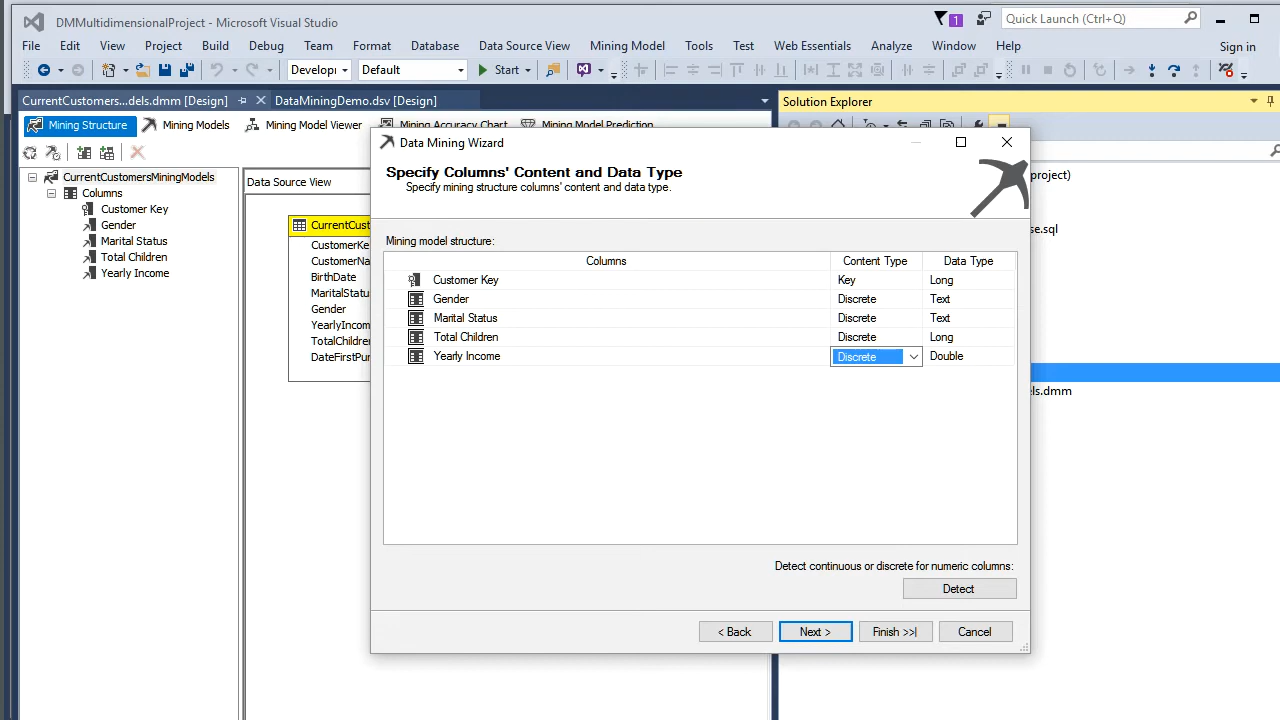 DMMultidimensionalProject - Microsoft Visual Studio
1
Quick Launch (Ctrl+Q)
File Edit View Project Build Debug Team Format Database Data Source View Mining Model Tools Test Web Essentials Analyze Window Help
Sign in
Develop Default Start
CurrentCustomers...dels.dmm [Design] DataMiningDemo.dsv [Design]
Solution Explorer
Mining Structure Mining Models Mining Model Viewer Mining Accuracy Chart Mining Model Prediction
CurrentCustomersMiningModels
Columns
Customer Key
Gender
Marital Status
Total Children
Yearly Income
Data Source View
CurrentCust
CustomerKe
CustomerNa
BirthDate
MaritalStatu
Gender
YearlyIncom
TotalChildren
DateFirstPur
Data Mining Wizard
Specify Columns' Content and Data Type
Specify mining structure columns' content and data type.
Mining model structure:
Columns Content Type Data Type
Customer Key Key Long
Gender Discrete Text
Marital Status Discrete Text
Total Children Discrete Long
Yearly Income Discrete Double
Detect continuous or discrete for numeric columns:
Detect
< Back Next > Finish >>| Cancel
project)
se.sql
els.dmm